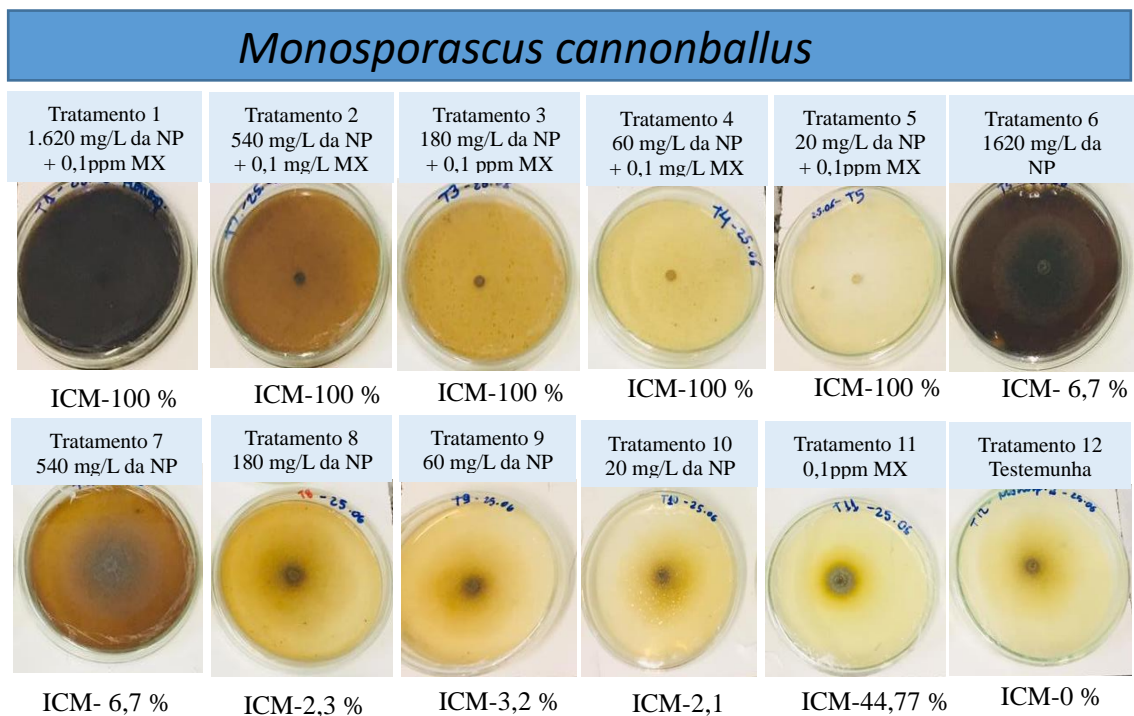 Monosporascus cannonballus
Tratamento 1
1.620 mg/L da NP
+ 0,1ppm MX
Tratamento 2
540 mg/L da NP
+ 0,1 mg/L MX
Tratamento 3
180 mg/L da NP
+ 0,1 ppm MX
Tratamento 4
60 mg/L da NP
+ 0,1 mg/L MX
Tratamento 5
20 mg/L da NP
+ 0,1ppm MX
Tratamento 6
1620 mg/L da
NP
T3-
T4-25.06
25.06-T5
ICM-100 %
ICM-100 %
ICM-100 %
ICM-100 %
ICM-100 %
ICM- 6,7 %
Tratamento 7
540 mg/L da NP
Tratamento 8
180 mg/L da NP
Tratamento 9
60 mg/L da NP
Tratamento 10
20 mg/L da NP
Tratamento 11
0,1ppm MX
Tratamento 12
Testemunha
T8-25.06
T9-25.06
T10-25.06
T11-25.06
T12-
ICM- 6,7 %
ICM-2,3 %
ICM-3,2 %
ICM-2,1
ICM-44,77 %
ICM-0 %